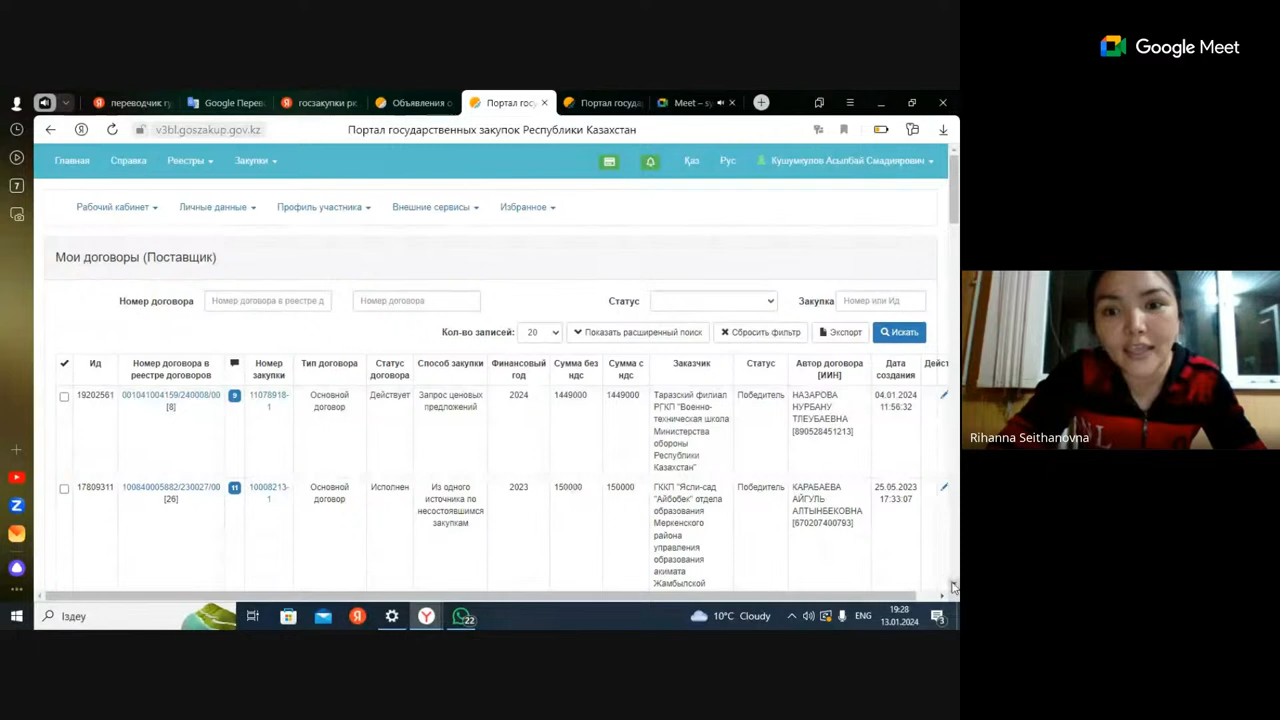 Google Meet
переводчик гу
Google Перев
госзакупки рк
Объявления о
Портал госу
Портал госуда
Meet – sy
v3bl.goszakup.gov.kz
Портал государственных закупок Республики Казахстан
Главная Справка Реестры Закупки Қаз Рус Кушумкулов Асылбай Смадиярович
Рабочий кабинет Личные данные Профиль участника Внешние сервисы Избранное
Мои договоры (Поставщик)
Номер договора Номер договора в реестре д Номер договора Статус Закупка Номер или Ид
Кол-во записей: 20 Показать расширенный поиск Сбросить фильтр Экспорт Искать
Ид
Номер договора в
реестре договоров
Номер
закупки
Тип договора
Статус
договора
Способ закупки
Финансовый
год
Сумма без
ндс
Сумма с
ндс
Заказчик
Статус
Автор договора
[ИИН]
Дата
создания
Дейст
19202561
001041004159/240008/00
[8]
9
11078918-
1
Основной
договор
Действует
Запрос ценовых
предложений
2024
1449000
1449000
Таразский филиал
РГКП "Военно-
техническая школа
Министерства
обороны
Республики
Казахстан"
Победитель
НАЗАРОВА
НУРБАНУ
ТЛЕУБАЕВНА
[890528451213]
04.01.2024
11:56:32
17809311
100840005882/230027/00
[26]
11
10008213-
1
Основной
договор
Исполнен
Из одного
источника по
несостоявшимся
закупкам
2023
150000
150000
ГККП "Ясли-сад
"Айбобек" отдела
образования
Меркенского
района
управления
образования
акимата
Жамбылской
Победитель
КАРАБАЕВА
АЙГУЛЬ
АЛТЫНБЕКОВНА
[670207400793]
25.05.2023
17:33:07
7
Іздеу
22
10°C Cloudy
ENG
19:28
13.01.2024
3
Rihanna Seithanovna